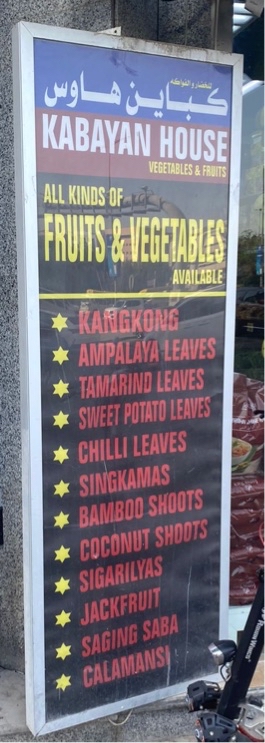 للخضار والفواكه
كباين هاوس
KABAYAN HOUSE
VEGETABLES & FRUITS
ALL KINDS OF
FRUITS & VEGETABLES
AVAILABLE
KANGKONG
AMPALAYA LEAVES
TAMARIND LEAVES
SWEET POTATO LEAVES
CHILLI LEAVES
SINGKAMAS
BAMBOO SHOOTS
COCONUT SHOOTS
SIGARILYAS
JACKFRUIT
SAGING SABA
CALAMANSI